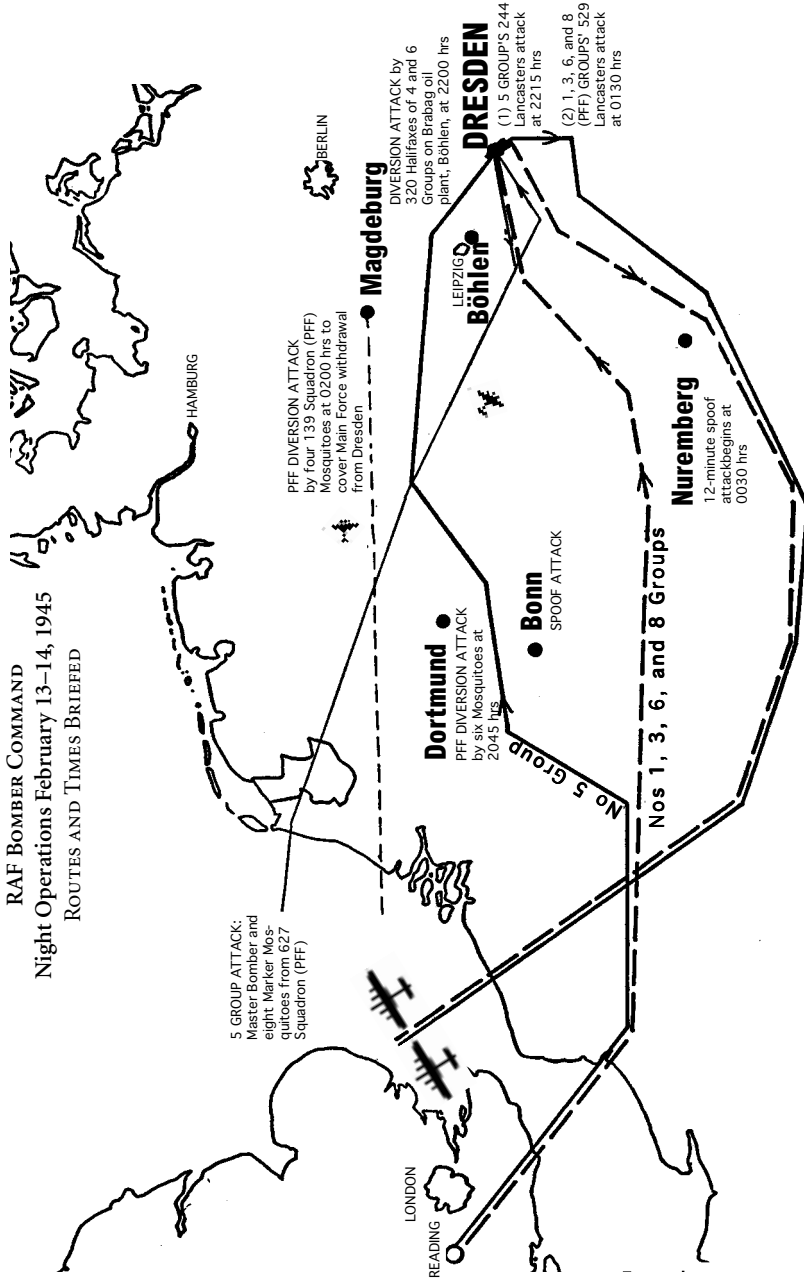 RAF BOMBER COMMAND
Night Operations February 13–14, 1945
ROUTES AND TIMES BRIEFED
5 GROUP ATTACK:
Master Bomber and
eight Marker Mos-
quitoes from 627
Squadron (PFF)
HAMBURG
BERLIN
PFF DIVERSION ATTACK
by four 139 Squadron (PFF)
Mosquitoes at 0200 hrs to
cover Main Force withdrawal
from Dresden
Magdeburg
DIVERSION ATTACK by
320 Halifaxes of 4 and 6
Groups on Brabag oil
plant, Böhlen, at 2200 hrs
LEIPZIG
Böhlen
DRESDEN
(1) 5 GROUP'S 244
Lancasters attack
at 2215 hrs
(2) 1, 3, 6, and 8
(PFF) GROUPS' 529
Lancasters attack
at 0130 hrs
Dortmund
PFF DIVERSION ATTACK
by six Mosquitoes at
2045 hrs
Bonn
SPOOF ATTACK
LONDON
READING
No 5 Group
Nos 1, 3, 6, and 8 Groups
Nuremberg
12-minute spoof
attackbegins at
0030 hrs